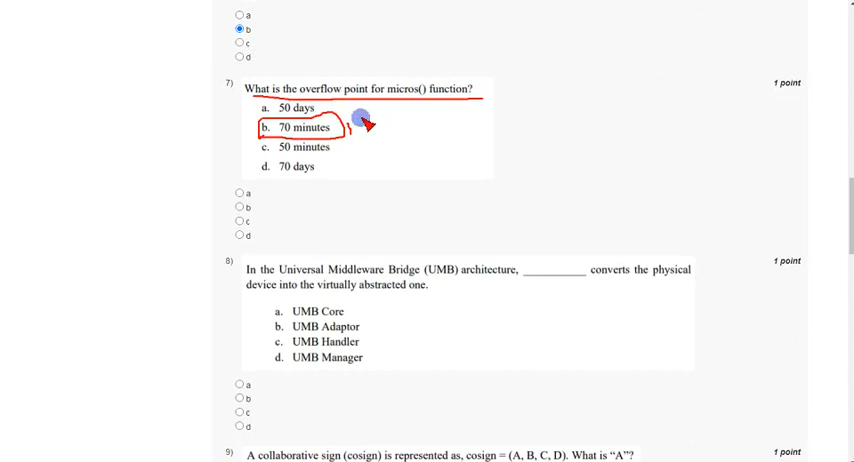 a
b
c
d
7) What is the overflow point for micros() function? 1 point
a. 50 days
b. 70 minutes
c. 50 minutes
d. 70 days
a
b
c
d
8) 1 point
In the Universal Middleware Bridge (UMB) architecture, __________ converts the physical
device into the virtually abstracted one.
a. UMB Core
b. UMB Adaptor
c. UMB Handler
d. UMB Manager
a
b
c
d
9) A collaborative sign (cosign) is represented as, cosign = (A, B, C, D). What is “A”? 1 point